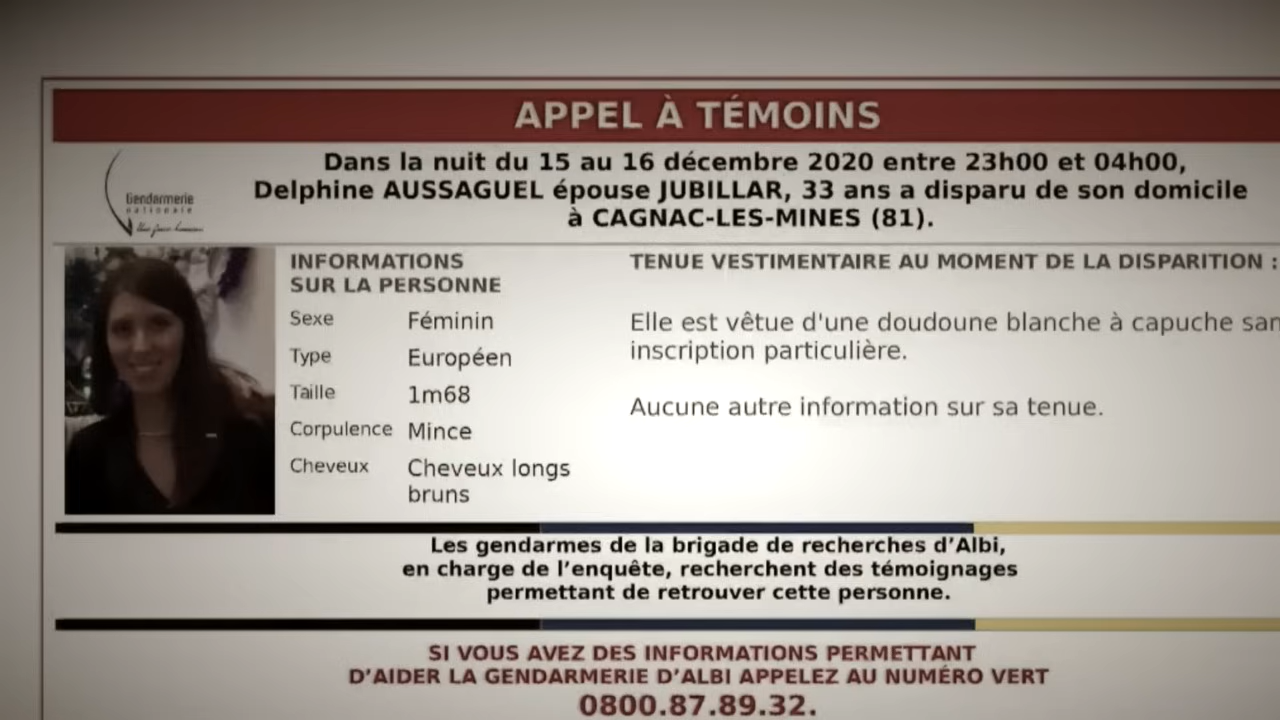 APPEL À TÉMOINS
Dans la nuit du 15 au 16 décembre 2020 entre 23h00 et 04h00,
Delphine AUSSAGUEL épouse JUBILLAR, 33 ans a disparu de son domicile
à CAGNAC-LES-MINES (81).
Gendarmerie
nationale
INFORMATIONS
SUR LA PERSONNE
Sexe Féminin
Type Européen
Taille 1m68
Corpulence Mince
Cheveux Cheveux longs
bruns
TENUE VESTIMENTAIRE AU MOMENT DE LA DISPARITION :
Elle est vêtue d'une doudoune blanche à capuche
inscription particulière.
Aucune autre information sur sa tenue.
Les gendarmes de la brigade de recherches d’Albi,
en charge de l’enquête, recherchent des témoignages
permettant de retrouver cette personne.
SI VOUS AVEZ DES INFORMATIONS PERMETTANT
D’AIDER LA GENDARMERIE D’ALBI APPELEZ AU NUMÉRO VERT
0800.87.89.32.